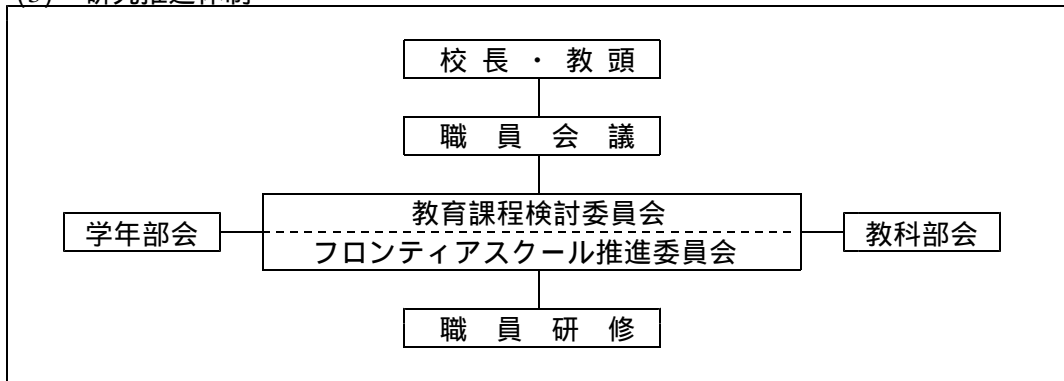 校 長 ・ 教 頭
職 員 会 議
教育課程検討委員会
学年部会
教科部会
フロンティアスクール推進委員会
職 員 研 修